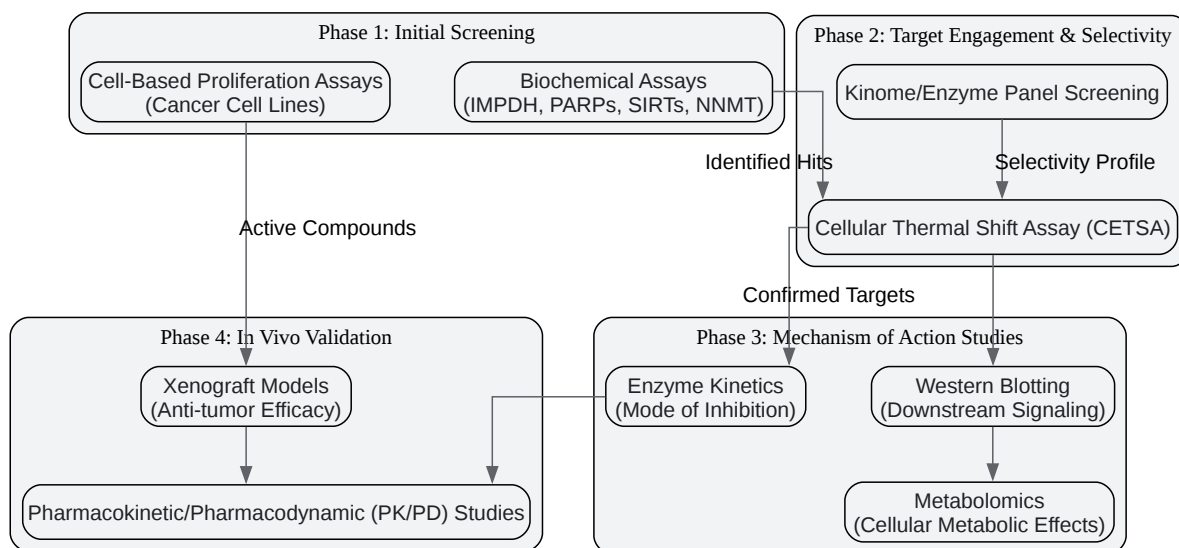 Phase 1: Initial Screening
Cell-Based Proliferation Assays
(Cancer Cell Lines)
Biochemical Assays
(IMPDH, PARPs, SIRTs, NNMT)
Phase 2: Target Engagement & Selectivity
Kinome/Enzyme Panel Screening
Identified Hits
Selectivity Profile
Active Compounds
Cellular Thermal Shift Assay (CETSA)
Confirmed Targets
Phase 4: In Vivo Validation
Xenograft Models
(Anti-tumor Efficacy)
Pharmacokinetic/Pharmacodynamic (PK/PD) Studies
Phase 3: Mechanism of Action Studies
Enzyme Kinetics
(Mode of Inhibition)
Western Blotting
(Downstream Signaling)
Metabolomics
(Cellular Metabolic Effects)